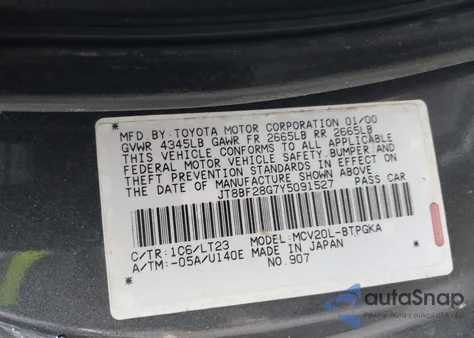 MFD. BY: TOYOTA MOTOR CORPORATION 01/00
GVWR 4345LB GAWR FR 2665LB RR 2665LB
THIS VEHICLE CONFORMS TO ALL APPLICABLE
FEDERAL MOTOR VEHICLE SAFETY, BUMPER, AND
THEFT PREVENTION STANDARDS IN EFFECT ON
THE DATE OF MANUFACTURE SHOWN ABOVE.
JT8BF28G7Y5091527 PASS CAR
C/TR: 1C6/LT23 MODEL: MCV20L-BTPGKA
A/TM: -05A/U140E MADE IN JAPAN
NO. 907
autoSnap